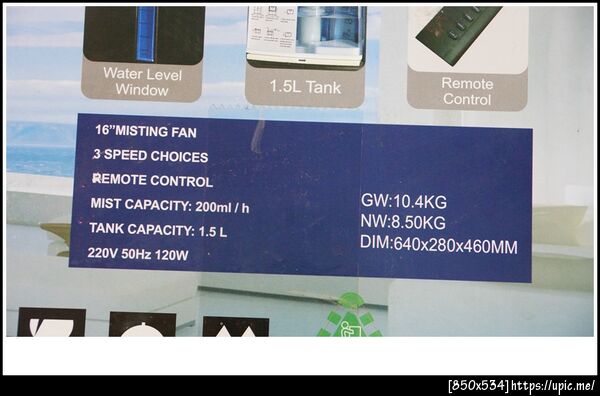 Water Level
Window
1.5L Tank
Remote
Control
16"MISTING FAN
3 SPEED CHOICES
REMOTE CONTROL
MIST CAPACITY: 200ml / h
TANK CAPACITY: 1.5 L
220V 50Hz 120W
GW:10.4KG
NW:8.50KG
DIM:640x280x460MM
[850x534] https://upic.me/